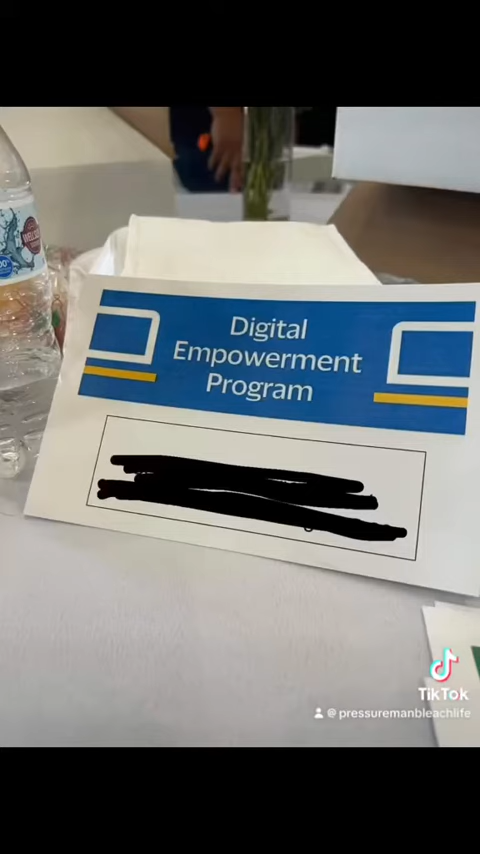 Digital
Empowerment
Program
TikTok
@pressuremanbleachlife